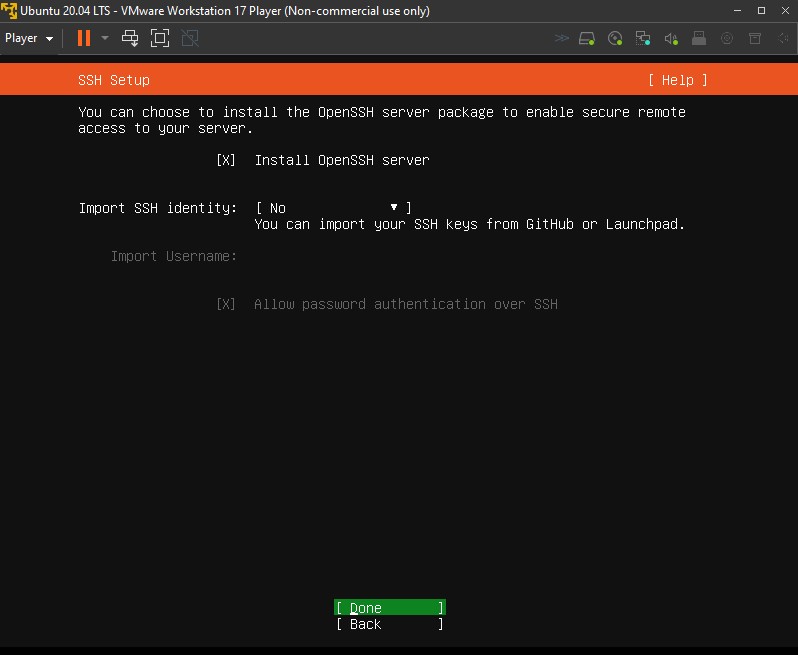 Ubuntu 20.04 LTS - VMware Workstation 17 Player (Non-commercial use only)
Player
SSH Setup [ Help ]
You can choose to install the OpenSSH server package to enable secure remote
access to your server.
[X] Install OpenSSH server
Import SSH identity: [ No ▾ ]
You can import your SSH keys from GitHub or Launchpad.
Import Username:
[X] Allow password authentication over SSH
[ Done ]
[ Back ]